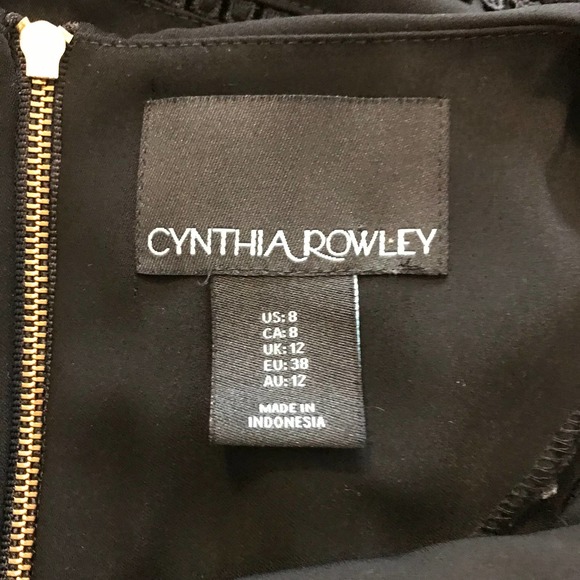 CYNTHIA ROWLEY
US: 8
CA: 8
UK: 12
EU: 38
AU: 12
MADE IN
INDONESIA